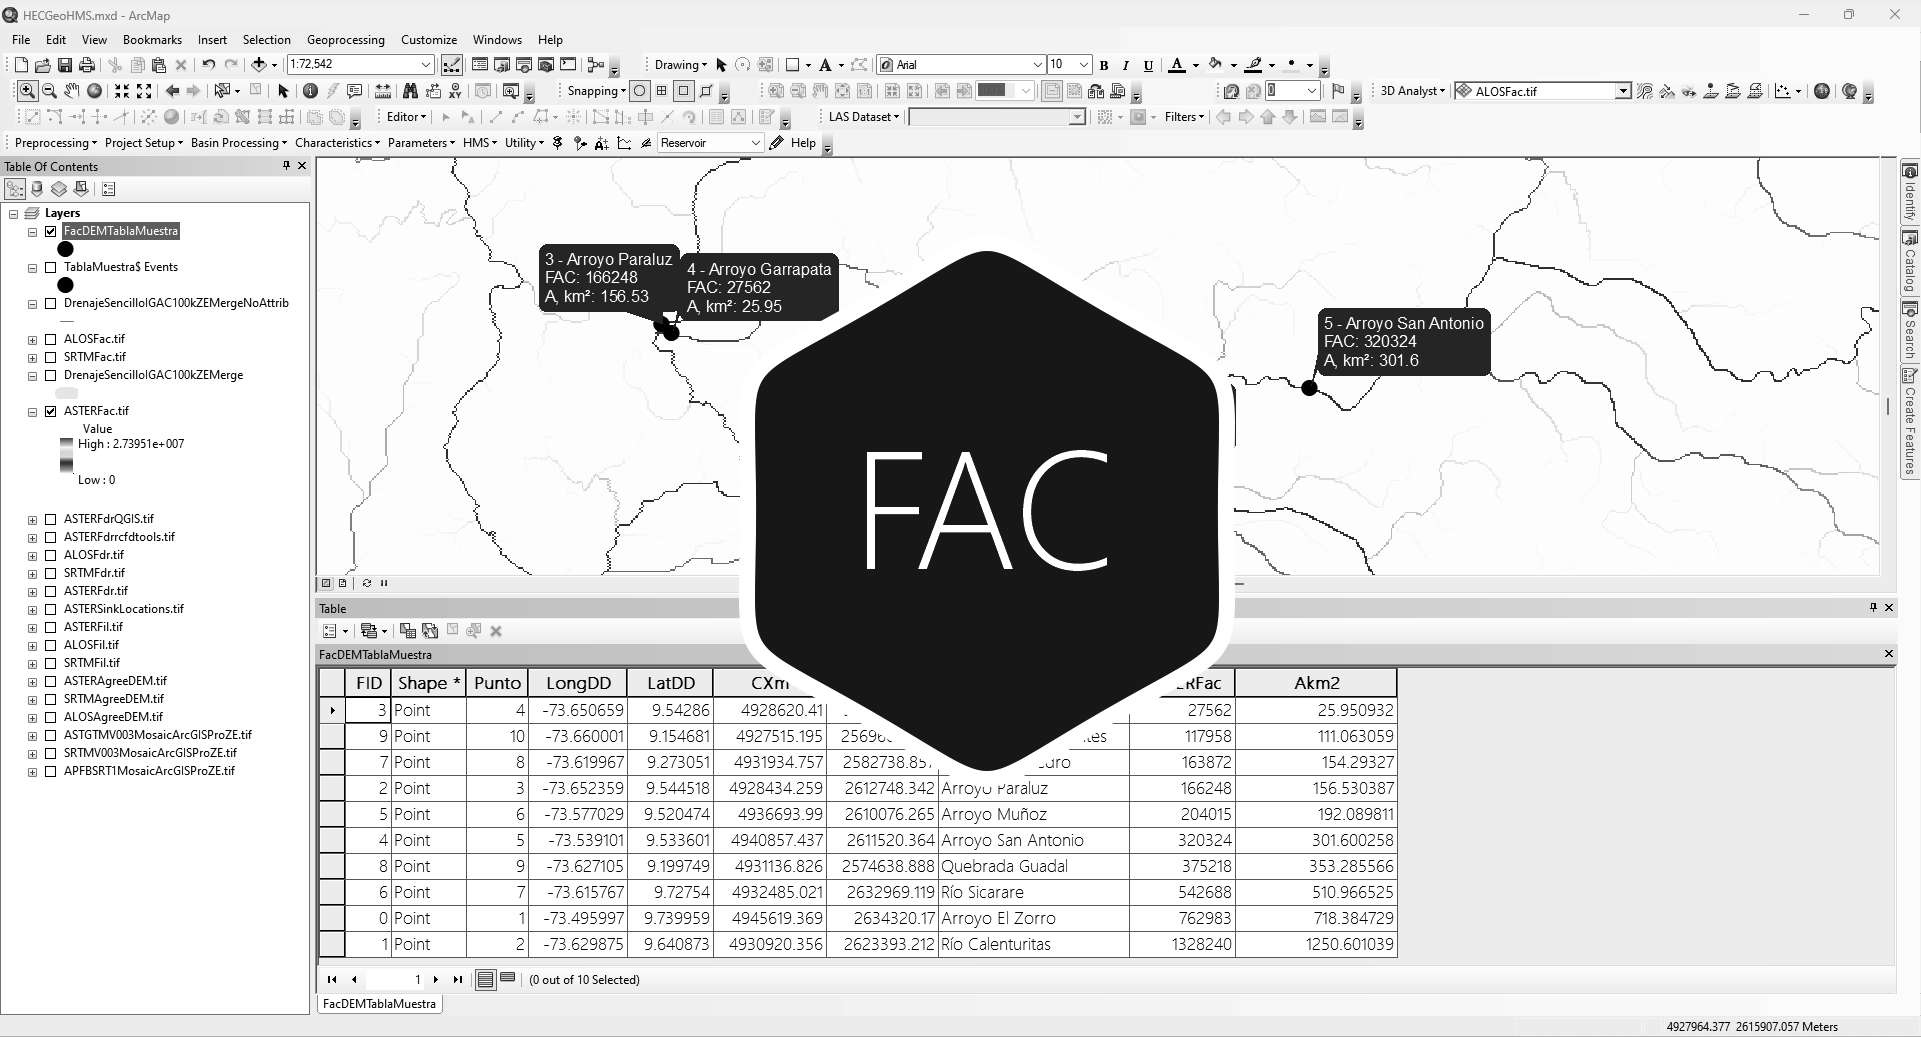 HECGeoHMS.mxd - ArcMap
File Edit View Bookmarks Insert Selection Geoprocessing Customize Windows Help
1:72,542 Drawing Arial 10 B I U A
Snapping 3D Analyst ALOSFac.tif
Editor LAS Dataset Filters
Preprocessing Project Setup Basin Processing Characteristics Parameters HMS Utility Reservoir Help
Table Of Contents
Layers
FacDEMTablaMuestra
TablaMuestra$ Events
DrenajeSencilloIGAC100kZEMergeNoAttrib
ALOSFac.tif
SRTMFac.tif
DrenajeSencilloIGAC100kZEMerge
ASTERFac.tif
Value
High : 2.73951e+007
Low : 0
ASTERFdrQGIS.tif
ASTERFdrrcfdtools.tif
ALOSFdr.tif
SRTMFdr.tif
ASTERFdr.tif
ASTERSinkLocations.tif
ASTERFil.tif
ALOSFil.tif
SRTMFil.tif
ASTERAgreeDEM.tif
SRTMAgreeDEM.tif
ALOSAgreeDEM.tif
ASTGTMV003MosaicArcGISProZE.tif
SRTMV003MosaicArcGISProZE.tif
APFBSRT1MosaicArcGISProZE.tif
3 - Arroyo Paraluz
FAC: 166248
A, km²: 156.53
4 - Arroyo Garrapata
FAC: 27562
A, km²: 25.95
5 - Arroyo San Antonio
FAC: 320324
A, km²: 301.6
FAC
Identify
Catalog
Search
Create Features
Table
FacDEMTablaMuestra
FID Shape * Punto LongDD LatDD CXm RFac Akm2
3 Point 4 -73.650659 9.54286 4928620.41 27562 25.950932
9 Point 10 -73.660001 9.154681 4927515.195 117958 111.063059
7 Point 8 -73.619967 9.273051 4931934.757 2582738.857 163872 154.29327
2 Point 3 -73.652359 9.544518 4928434.259 2612748.342 Arroyo Paraluz 166248 156.530387
5 Point 6 -73.577029 9.520474 4936693.99 2610076.265 Arroyo Muñoz 204015 192.089811
4 Point 5 -73.539101 9.533601 4940857.437 2611520.364 Arroyo San Antonio 320324 301.600258
8 Point 9 -73.627105 9.199749 4931136.826 2574638.888 Quebrada Guadal 375218 353.285566
6 Point 7 -73.615767 9.72754 4932485.021 2632969.119 Río Sicarare 542688 510.966525
0 Point 1 -73.495997 9.739959 4945619.369 2634320.17 Arroyo El Zorro 762983 718.384729
1 Point 2 -73.629875 9.640873 4930920.356 2623393.212 Río Calenturitas 1328240 1250.601039
1 (0 out of 10 Selected)
FacDEMTablaMuestra
4927964.377 2615907.057 Meters